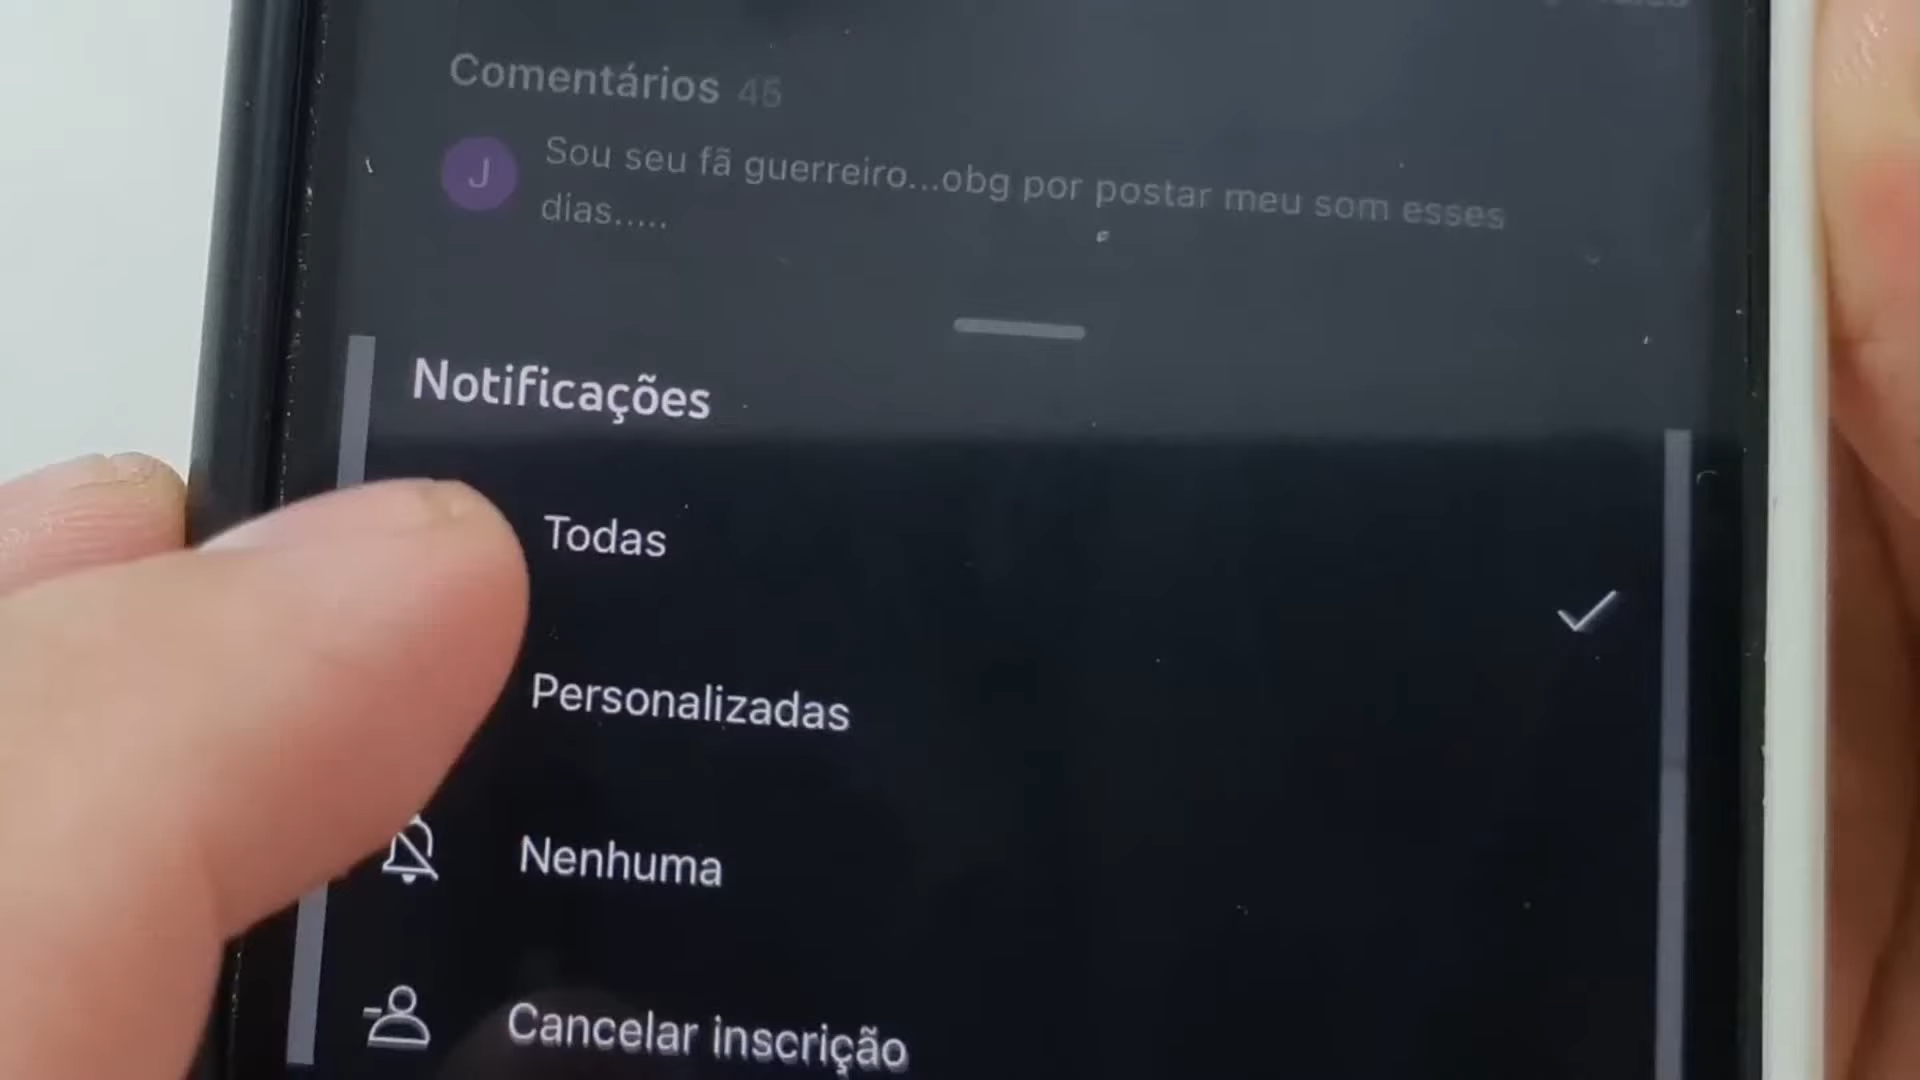 Comentários 45
J
Sou seu fã guerreiro...obg por postar meu som esses
dias.....
Notificações
Todas
Personalizadas
Nenhuma
Cancelar inscrição